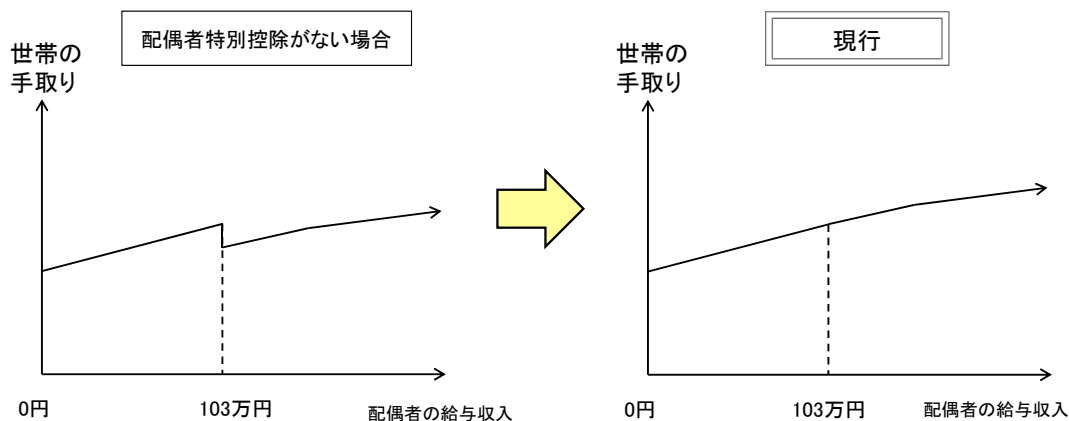 配偶者特別控除がない場合
世帯の
手取り
0円
103万円
配偶者の給与収入
現行
世帯の
手取り
0円
103万円
配偶者の給与収入